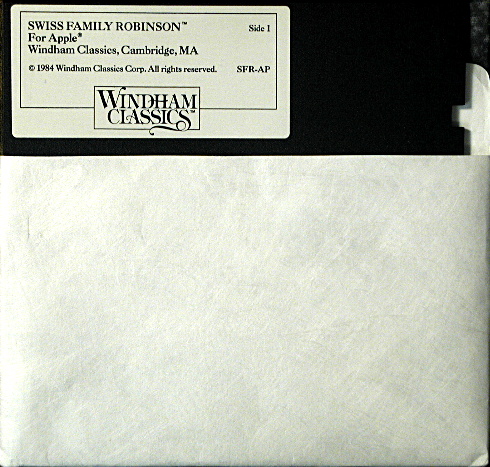 SWISS FAMILY ROBINSON™ Side 1
For Apple®
Windham Classics, Cambridge, MA
© 1984 Windham Classics Corp. All rights reserved. SFR-AP
WINDHAM
CLASSICS™